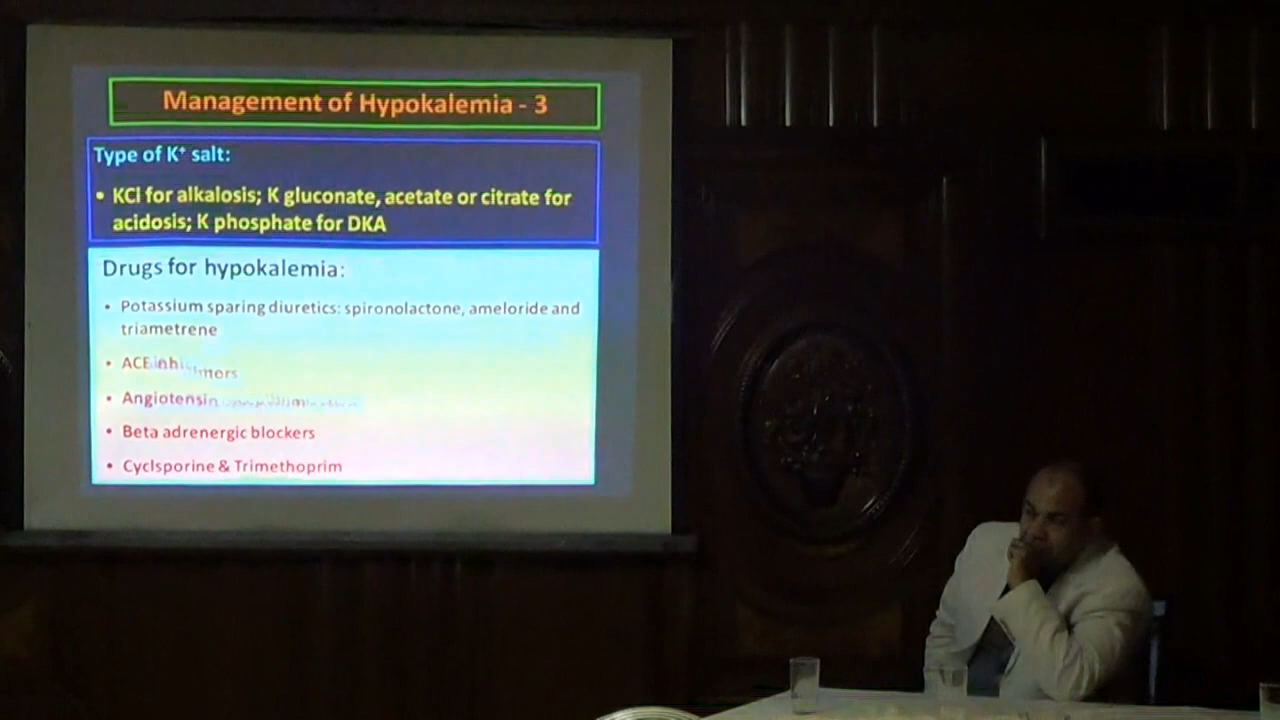 Management of Hypokalemia - 3
Type of K⁺ salt:
• KCl for alkalosis; K gluconate, acetate or citrate for
acidosis; K phosphate for DKA
Drugs for hypokalemia:
• Potassium sparing diuretics: spironolactone, ameloride and
triametrene
• ACE
• Angiotensin
• Beta adrenergic blockers
• Cyclsporine & Trimethoprim